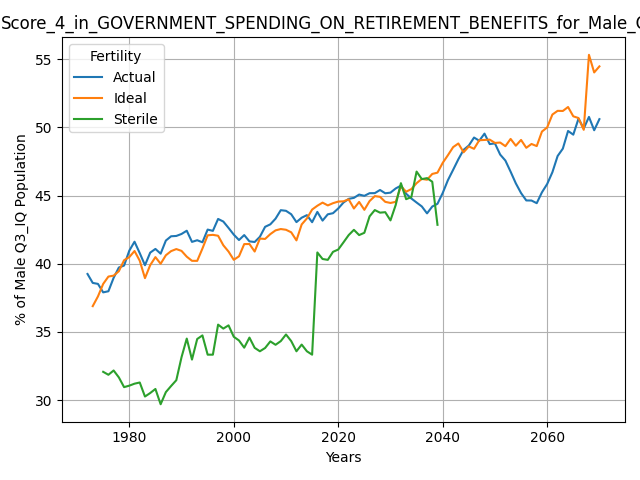 Score_4_in_GOVERNMENT_SPENDING_ON_RETIREMENT_BENEFITS_for_Male_
Fertility
Actual
Ideal
Sterile
% of Male Q3_IQ Population
55
50
45
40
35
30
1980 2000 2020 2040 2060
Years